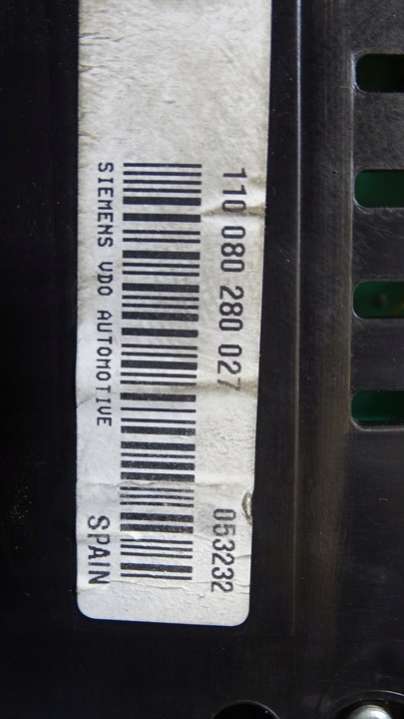 110 080 280 027 053232
SIEMENS VDO AUTOMOTIVE SPAIN